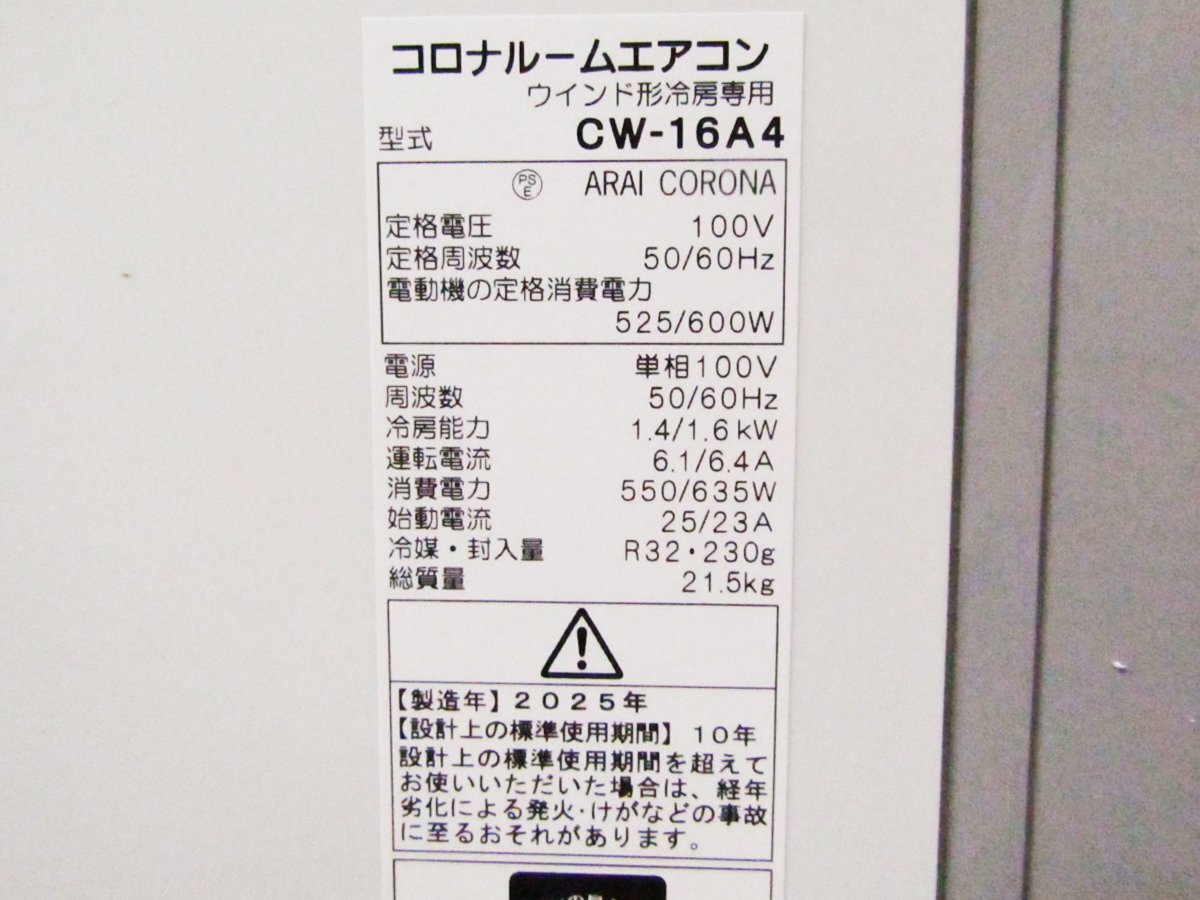 コロナルームエアコン
ウインド形冷房専用
型式 CW-16A4
PSE ARAI CORONA
定格電圧 100V
定格周波数 50/60Hz
電動機の定格消費電力
525/600W
電源 単相100V
周波数 50/60Hz
冷房能力 1.4/1.6kW
運転電流 6.1/6.4A
消費電力 550/635W
始動電流 25/23A
冷媒・封入量 R32・230g
総質量 21.5kg
【製造年】2025年
【設計上の標準使用期間】10年
設計上の標準使用期間を超えて
お使いいただいた場合は、経年
劣化による発火・けがなどの事故
に至るおそれがあります。